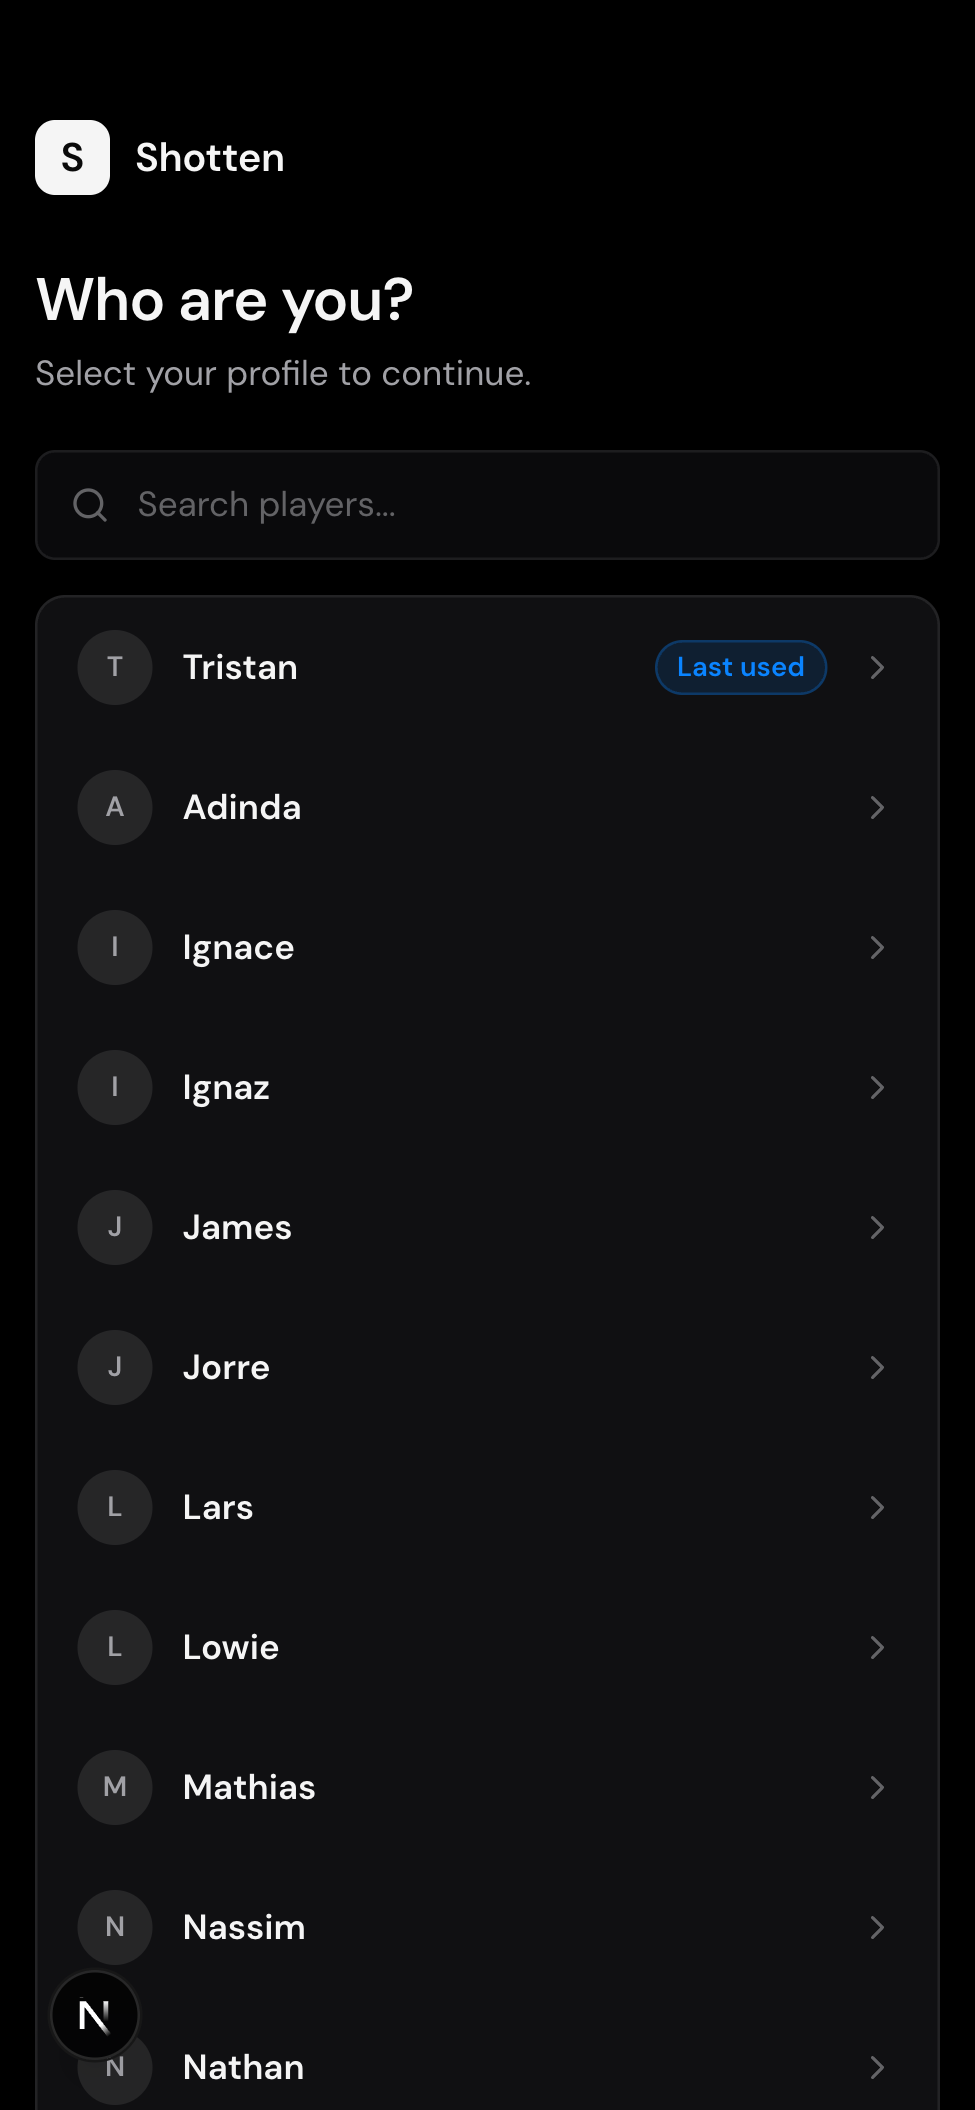 S Shotten
Who are you?
Select your profile to continue.
Search players...
T Tristan Last used
A Adinda
I Ignace
I Ignaz
J James
J Jorre
L Lars
L Lowie
M Mathias
N Nassim
N
N Nathan